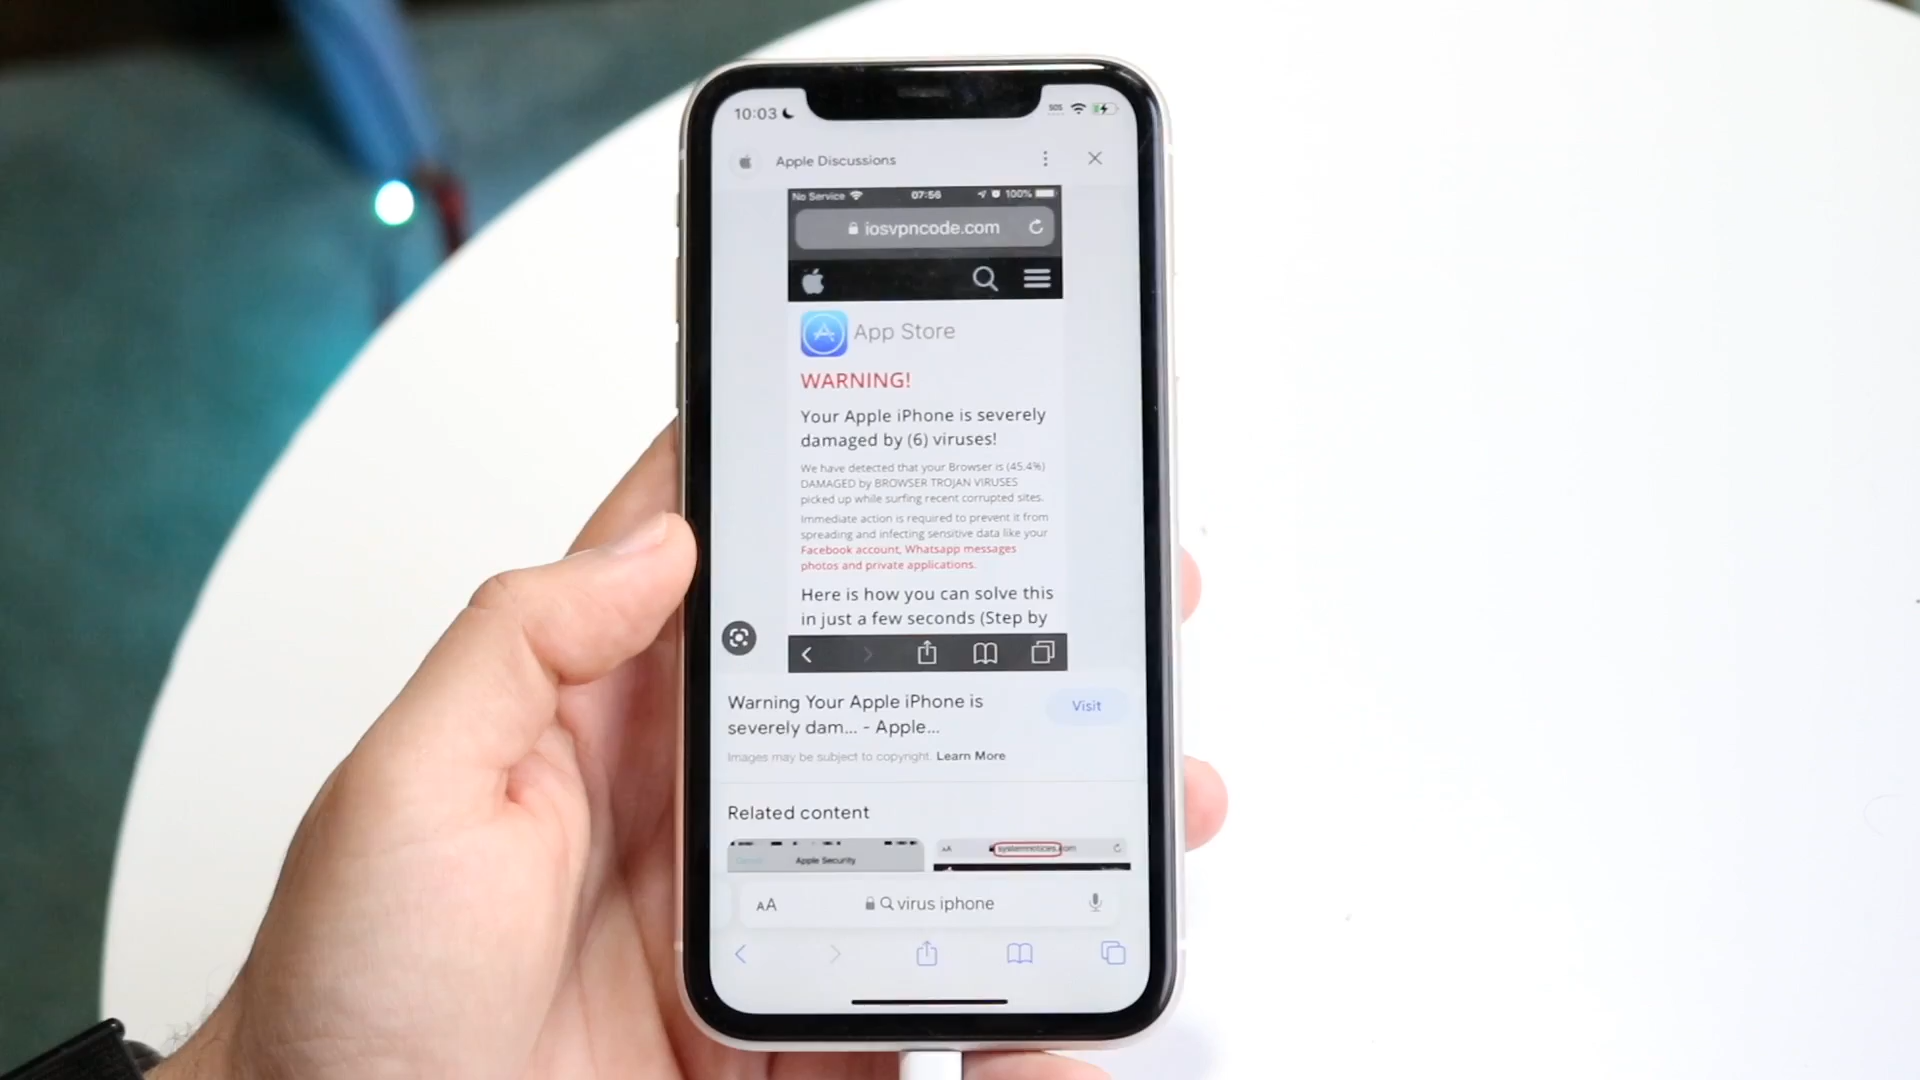 10:03
SOS
Apple Discussions
No Service
07:56
100%
iosvpncode.com
App Store
WARNING!
Your Apple iPhone is severely
damaged by (6) viruses!
We have detected that your Browser is (45.4%)
DAMAGED by BROWSER TROJAN VIRUSES
picked up while surfing recent corrupted sites.
Immediate action is required to prevent it from
spreading and infecting sensitive data like your
Facebook account, Whatsapp messages
photos and private applications.
Here is how you can solve this
in just a few seconds (Step by
Warning Your Apple iPhone is
severely dam... - Apple...
Visit
Images may be subject to copyright. Learn More
Related content
Apple Security
AA
systemnotices.com
AA
virus iphone